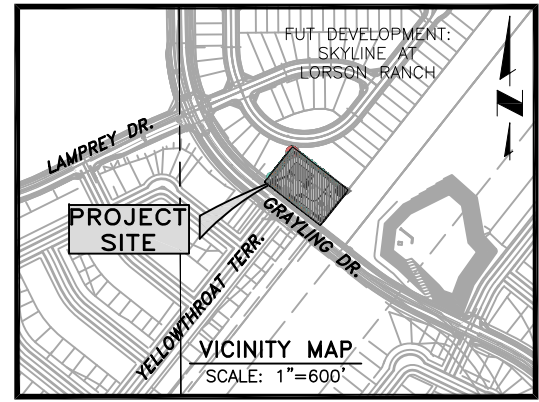 FUT DEVELOPMENT:
SKYLINE AT
LORSON RANCH
N
LAMPREY DR.
PROJECT
SITE
GRAYLING DR.
YELLOWTHROAT TERR.
VICINITY MAP
SCALE: 1"=600'